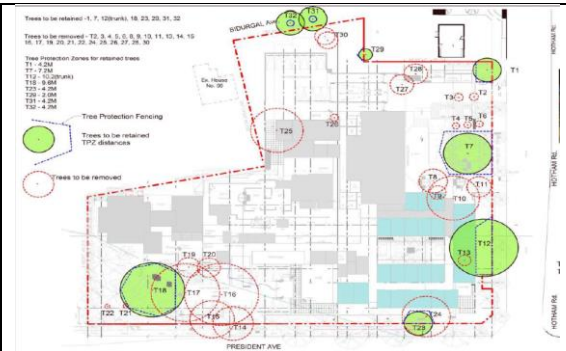 Trees to be retained -1, 7, 12(trunk), 18, 23, 29, 31, 32
Trees to be removed - T2, 3, 4, 5, 6, 8, 9, 10, 11, 13, 14, 15
16, 17, 19, 20, 21, 22, 24, 25, 26, 27, 28, 30
Tree Protection Zones for retained trees
T1 - 4.2M
T7 - 7.2M
T12 - 10.2(trunk)
T18 - 9.6M
T23 - 4.2M
T29 - 2.0M
T31 - 4.2M
T32 - 4.2M
Tree Protection Fencing
Trees to be retained
TPZ distances
Trees to be removed
BIDURGAL AV
T32
T31
T30
T29
T1
Ex. House
No. 36
T28
T27
T3
T2
T4
T5
T6
T25
T26
T7
T8
T9
T10
T11
T12
T13
T19
T20
T18
T17
T16
T15
T14
T22
T21
T24
T23
PRESIDENT AVE
HOTHAM RD.
HOTHAM RD.
HOTHAM Rd.